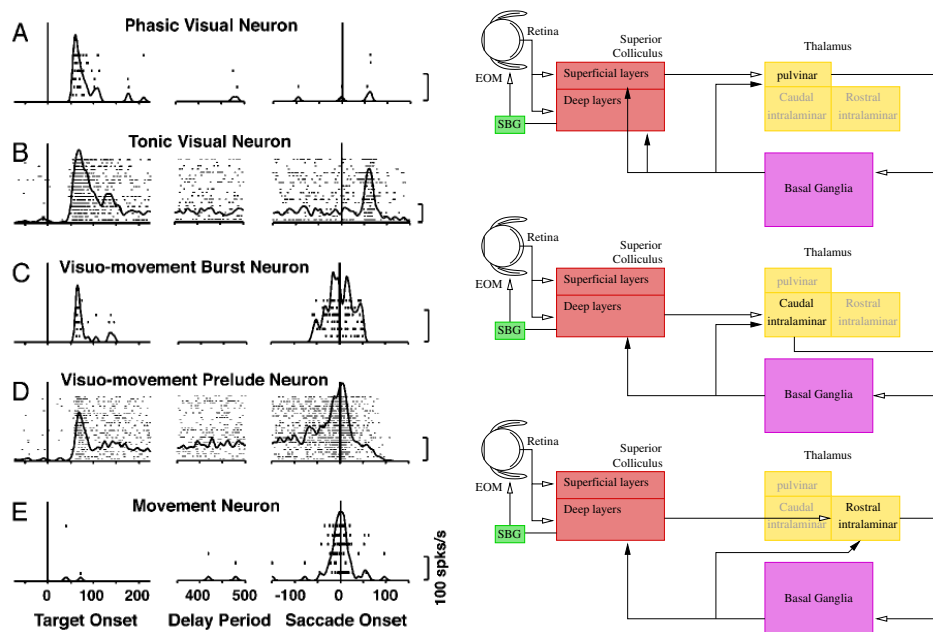 A
Phasic Visual Neuron
B
Tonic Visual Neuron
C
Visuo-movement Burst Neuron
D
Visuo-movement Prelude Neuron
E
Movement Neuron
0 100 200
400 500
-100 0 100
Target Onset
Delay Period
Saccade Onset
100 spks/s
Retina
EOM
SBG
Superior
Colliculus
Superficial layers
Deep layers
Thalamus
pulvinar
Caudal
intralaminar
Rostral
intralaminar
Basal Ganglia
Retina
EOM
SBG
Superior
Colliculus
Superficial layers
Deep layers
Thalamus
pulvinar
Caudal
intralaminar
Rostral
intralaminar
Basal Ganglia
Retina
EOM
SBG
Superior
Colliculus
Superficial layers
Deep layers
Thalamus
pulvinar
Caudal
intralaminar
Rostral
intralaminar
Basal Ganglia